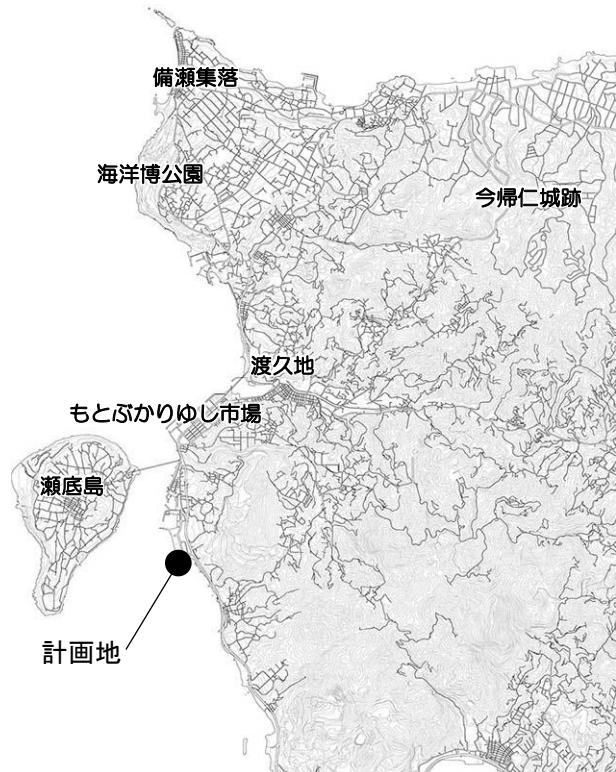 備瀬集落
海洋博公園
今帰仁城跡
渡久地
もとぶかりゆし市場
瀬底島
計画地